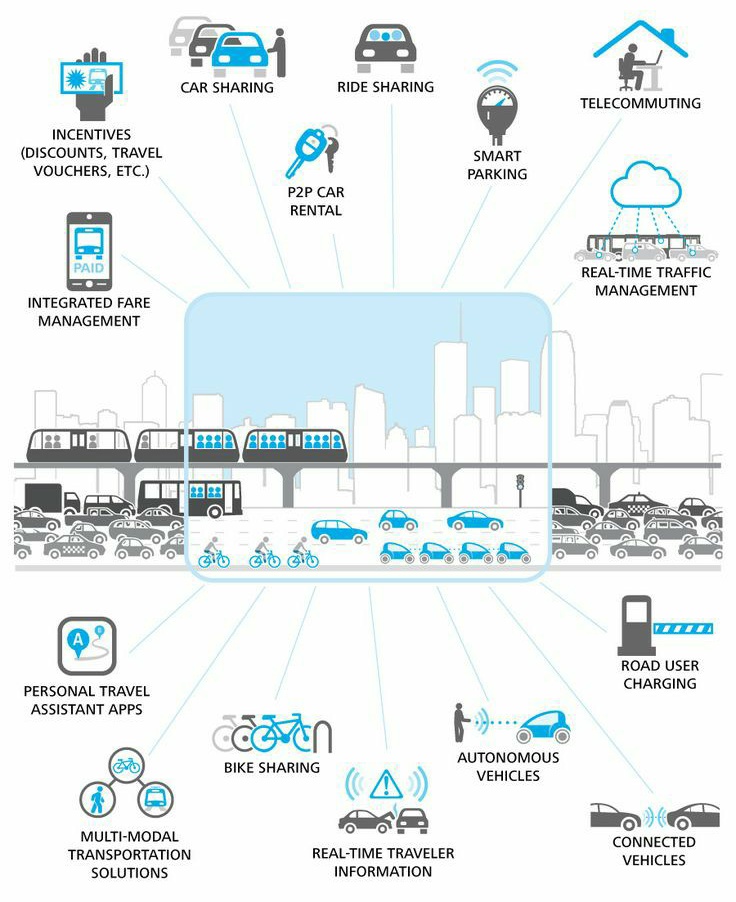 CAR SHARING
RIDE SHARING
TELECOMMUTING
INCENTIVES
(DISCOUNTS, TRAVEL
VOUCHERS, ETC.)
SMART
PARKING
P2P CAR
RENTAL
PAID
INTEGRATED FARE
MANAGEMENT
REAL-TIME TRAFFIC
MANAGEMENT
A
PERSONAL TRAVEL
ASSISTANT APPS
ROAD USER
CHARGING
BIKE SHARING
AUTONOMOUS
VEHICLES
MULTI-MODAL
TRANSPORTATION
SOLUTIONS
REAL-TIME TRAVELER
INFORMATION
CONNECTED
VEHICLES